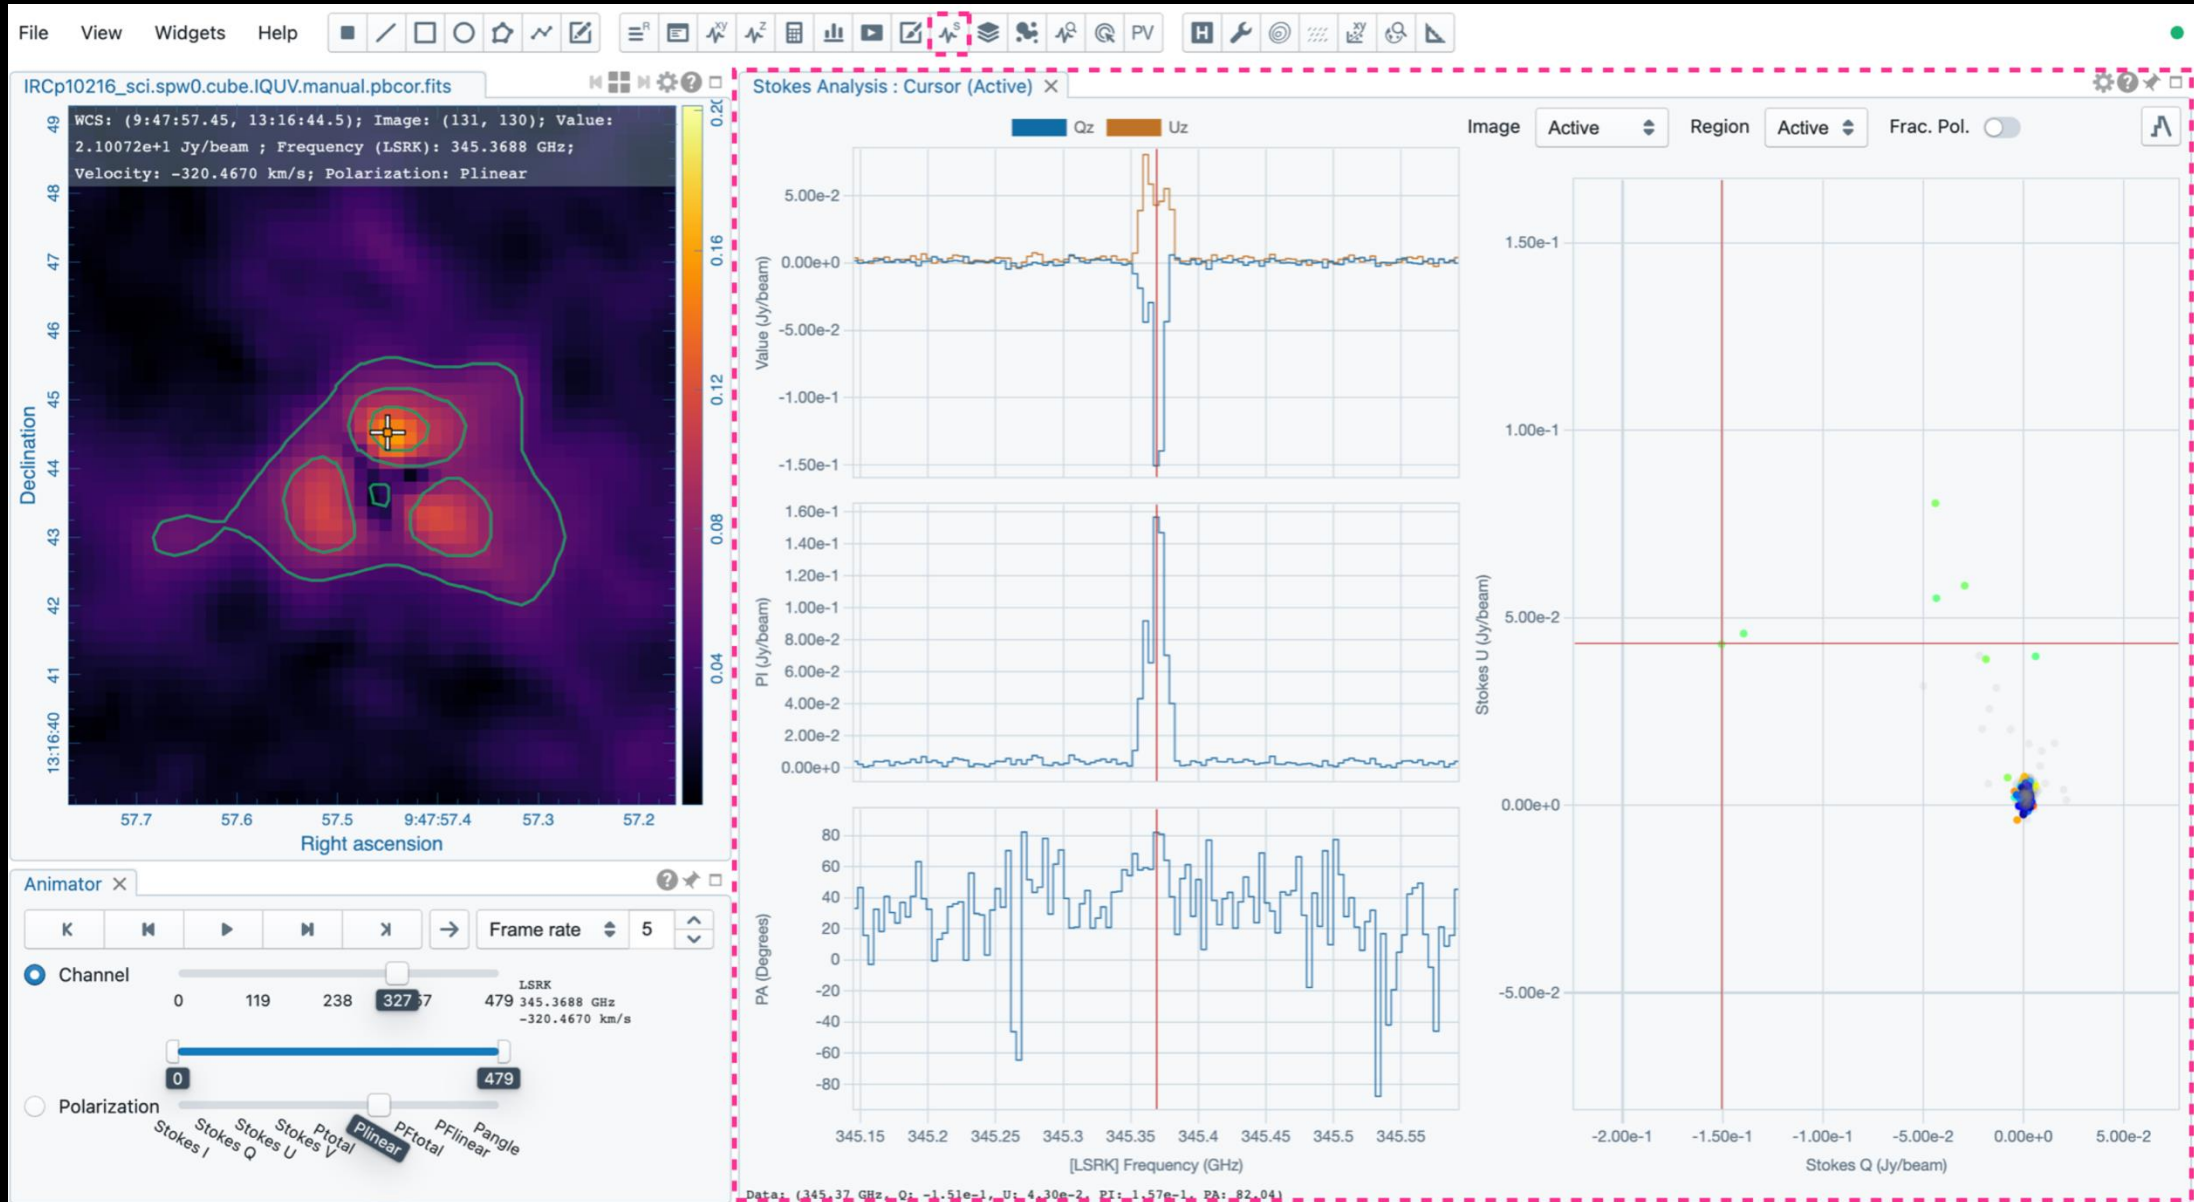 File View Widgets Help
R XY Z S PV H XY
IRCp10216_sci.spw0.cube.IQUV.manual.pbcor.fits
WCS: (9:47:57.45, 13:16:44.5); Image: (131, 130); Value:
2.10072e+1 Jy/beam ; Frequency (LSRK): 345.3688 GHz;
Velocity: -320.4670 km/s; Polarization: Plinear
49
48
47
46
45
44
43
42
41
13:16:40
Declination
57.7 57.6 57.5 9:47:57.4 57.3 57.2
Right ascension
0.20
0.16
0.12
0.08
0.04
Animator
Frame rate 5
Channel
0 119 238 327 479
LSRK
345.3688 GHz
-320.4670 km/s
0 479
Polarization
Stokes I Stokes Q Stokes U Stokes V Ptotal Plinear PFtotal PFlinear Pangle
Stokes Analysis : Cursor (Active)
Qz Uz
Image Active Region Active Frac. Pol.
5.00e-2
0.00e+0
-5.00e-2
-1.00e-1
-1.50e-1
Value (Jy/beam)
1.60e-1
1.40e-1
1.20e-1
1.00e-1
8.00e-2
6.00e-2
4.00e-2
2.00e-2
0.00e+0
PI (Jy/beam)
80
60
40
20
0
-20
-40
-60
-80
PA (Degrees)
345.15 345.2 345.25 345.3 345.35 345.4 345.45 345.5 345.55
[LSRK] Frequency (GHz)
1.50e-1
1.00e-1
5.00e-2
0.00e+0
-5.00e-2
Stokes U (Jy/beam)
-2.00e-1 -1.50e-1 -1.00e-1 -5.00e-2 0.00e+0 5.00e-2
Stokes Q (Jy/beam)
Data: (345.37 GHz, Q: -1.51e-1, U: 4.30e-2, PI: 1.57e-1, PA: 82.04)